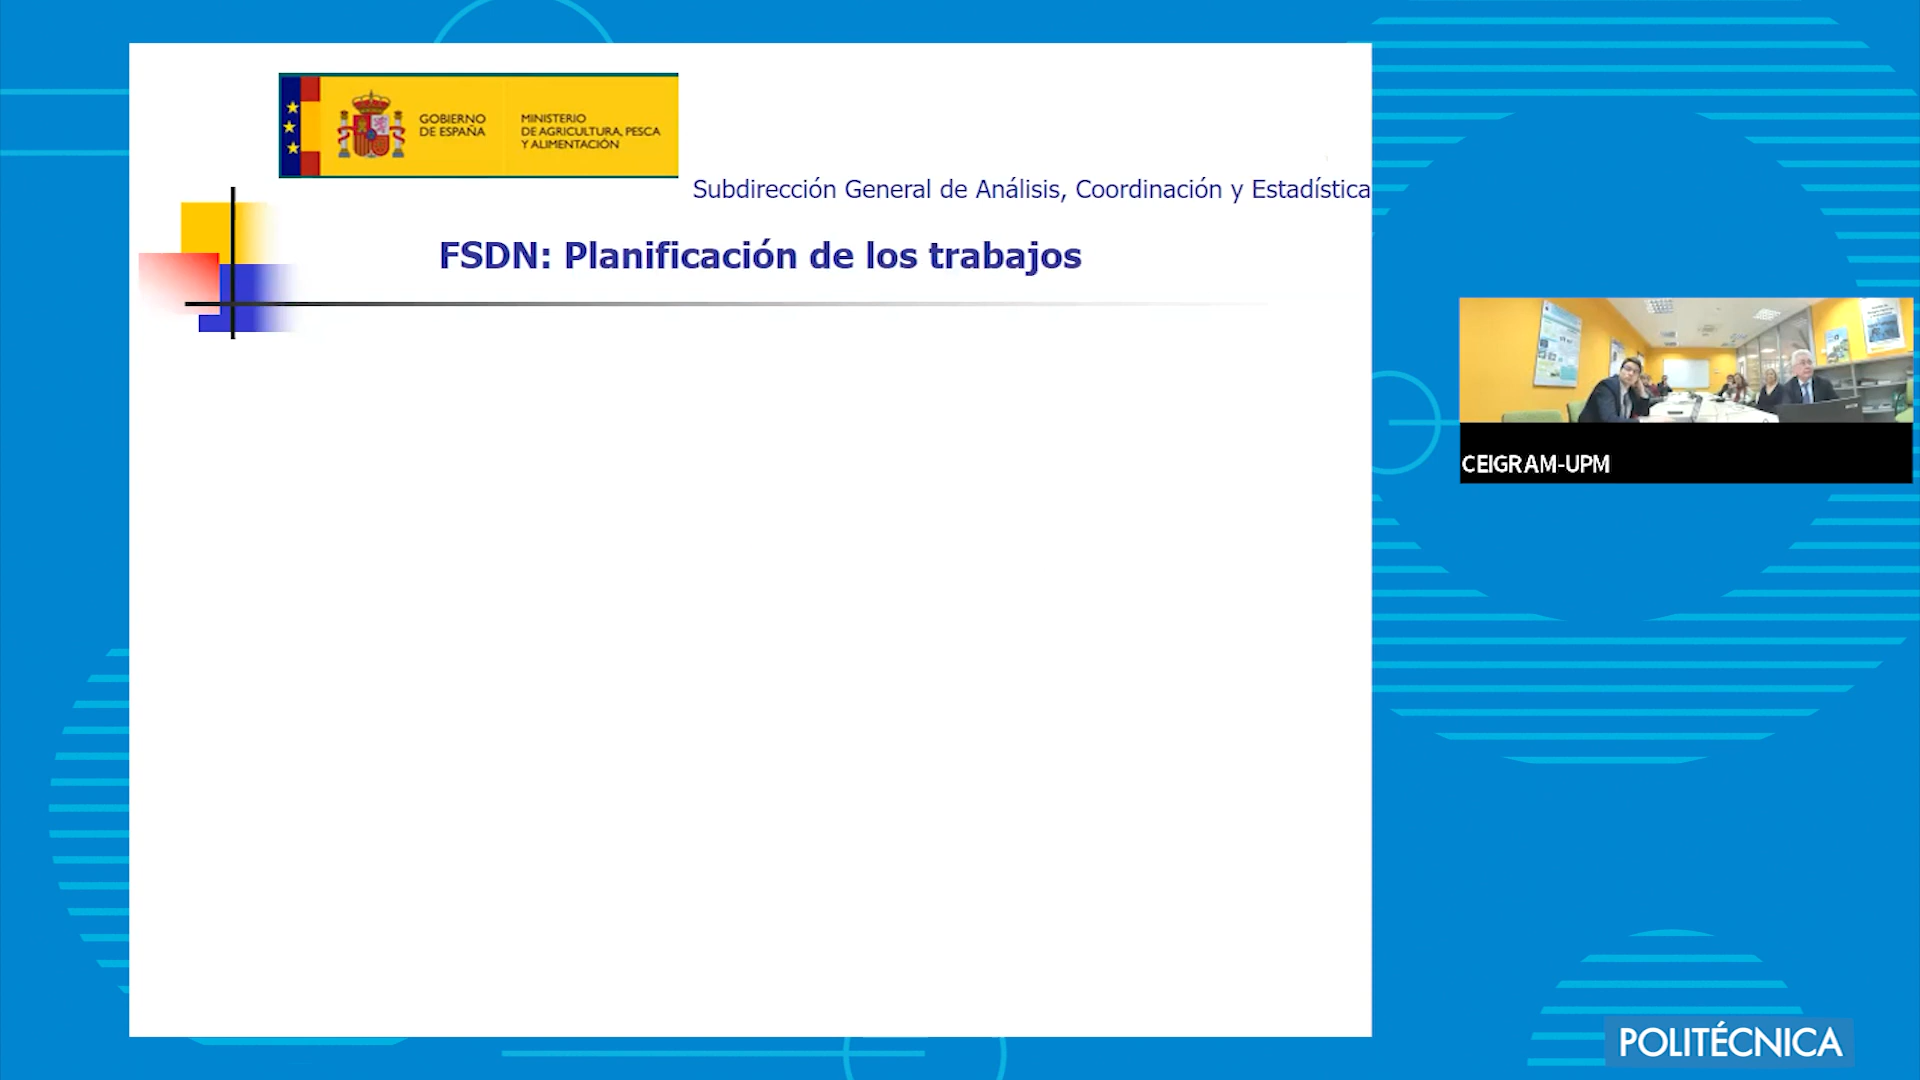 GOBIERNO
DE ESPAÑA
MINISTERIO
DE AGRICULTURA, PESCA
Y ALIMENTACIÓN
Subdirección General de Análisis, Coordinación y Estadística
FSDN: Planificación de los trabajos
CEIGRAM-UPM
POLITÉCNICA